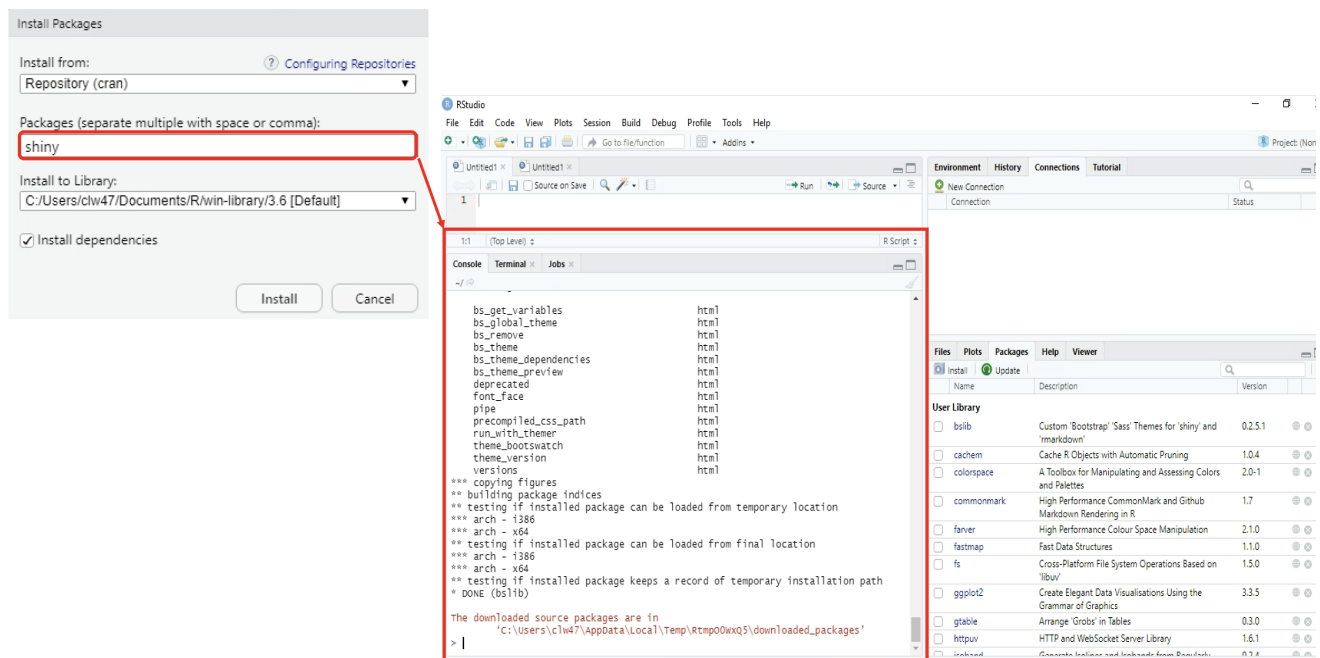 Install Packages
Install from:
? Configuring Repositories
Repository (cran)
Packages (separate multiple with space or comma):
shiny
Install to Library:
C:/Users/clw47/Documents/R/win-library/3.6 [Default]
Install dependencies
Install Cancel
RStudio
File Edit Code View Plots Session Build Debug Profile Tools Help
Go to file/function Addins
Project: (Non
Untitled1 × Untitled1 ×
Source on Save Run Source
1
1:1 (Top Level) R Script
Console Terminal × Jobs ×
~/
bs_get_variables html
bs_global_theme html
bs_remove html
bs_theme html
bs_theme_dependencies html
bs_theme_preview html
deprecated html
font_face html
pipe html
precompiled_css_path html
run_with_themer html
theme_bootswatch html
theme_version html
versions html
*** copying figures
** building package indices
** testing if installed package can be loaded from temporary location
*** arch - i386
*** arch - x64
** testing if installed package can be loaded from final location
*** arch - i386
*** arch - x64
** testing if installed package keeps a record of temporary installation path
* DONE (bslib)
The downloaded source packages are in
‘C:\Users\clw47\AppData\Local\Temp\RtmpOOWxQ5\downloaded_packages’
>
Environment History Connections Tutorial
New Connection
Connection Status
Files Plots Packages Help Viewer
Install Update
Name Description Version
User Library
bslib Custom 'Bootstrap' 'Sass' Themes for 'shiny' and 0.2.5.1
'rmarkdown'
cachem Cache R Objects with Automatic Pruning 1.0.4
colorspace A Toolbox for Manipulating and Assessing Colors 2.0-1
and Palettes
commonmark High Performance CommonMark and Github 1.7
Markdown Rendering in R
farver High Performance Colour Space Manipulation 2.1.0
fastmap Fast Data Structures 1.1.0
fs Cross-Platform File System Operations Based on 1.5.0
'libuv'
ggplot2 Create Elegant Data Visualisations Using the 3.3.5
Grammar of Graphics
gtable Arrange 'Grobs' in Tables 0.3.0
httpuv HTTP and WebSocket Server Library 1.6.1
isoband Generate Isolines and Isobands from Regularly 0.2.4